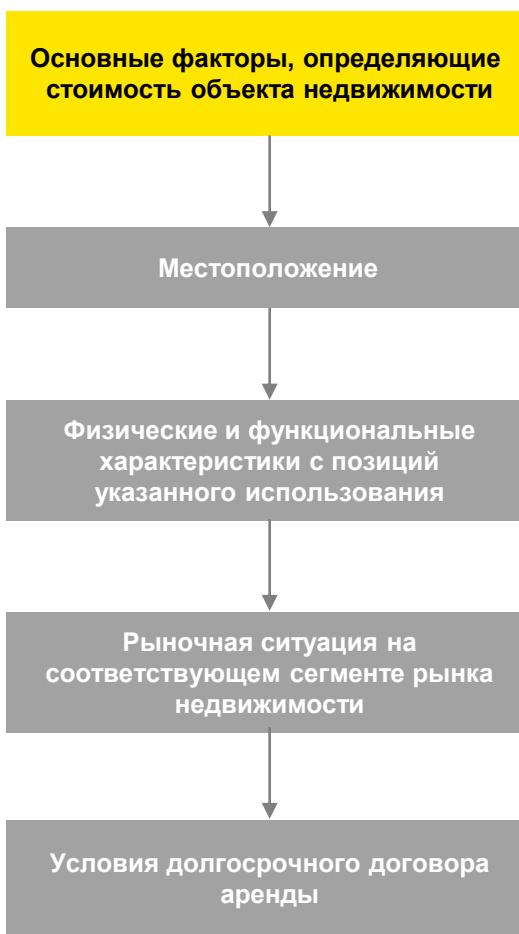 Основные факторы, определяющие
стоимость объекта недвижимости
Местоположение
Физические и функциональные
характеристики с позиций
указанного использования
Рыночная ситуация на
соответствующем сегменте рынка
недвижимости
Условия долгосрочного договора
аренды